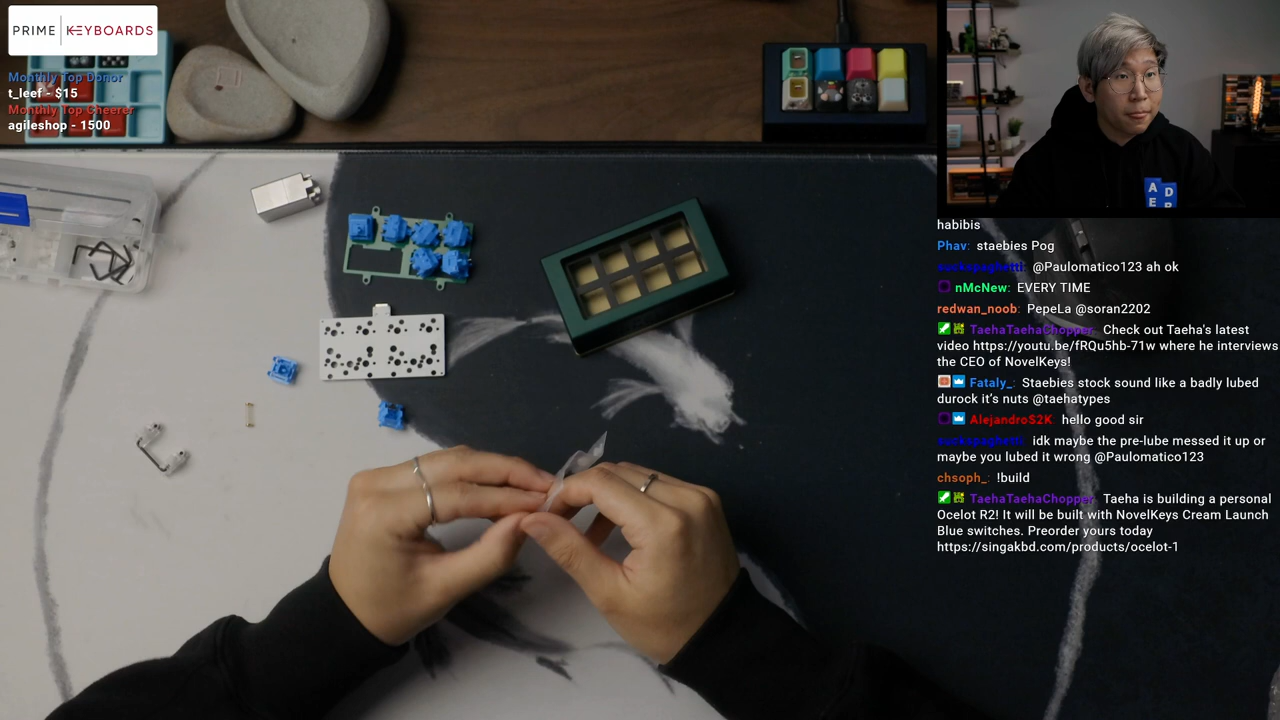 PRIME KEYBOARDS
Monthly Top Donor
t_leef - $15
Monthly Top Cheerer
agileshop - 1500
A D
E R
habibis
Phav: staebies Pog
suckspaghetti: @Paulomatico123 ah ok
nMcNew: EVERY TIME
redwan_noob: PepeLa @soran2202
TaehaTaehaChopper: Check out Taeha's latest
video https://youtu.be/fRQu5hb-71w where he interviews
the CEO of NovelKeys!
Fataly_: Staebies stock sound like a badly lubed
durock it's nuts @taehatypes
AlejandroS2K hello good sir
suckspaghetti: idk maybe the pre-lube messed it up or
maybe you lubed it wrong @Paulomatico123
chsoph_: !build
TaehaTaehaChopper: Taeha is building a personal
Ocelot R2! It will be built with NovelKeys Cream Launch
Blue switches. Preorder yours today
https://singakbd.com/products/ocelot-1